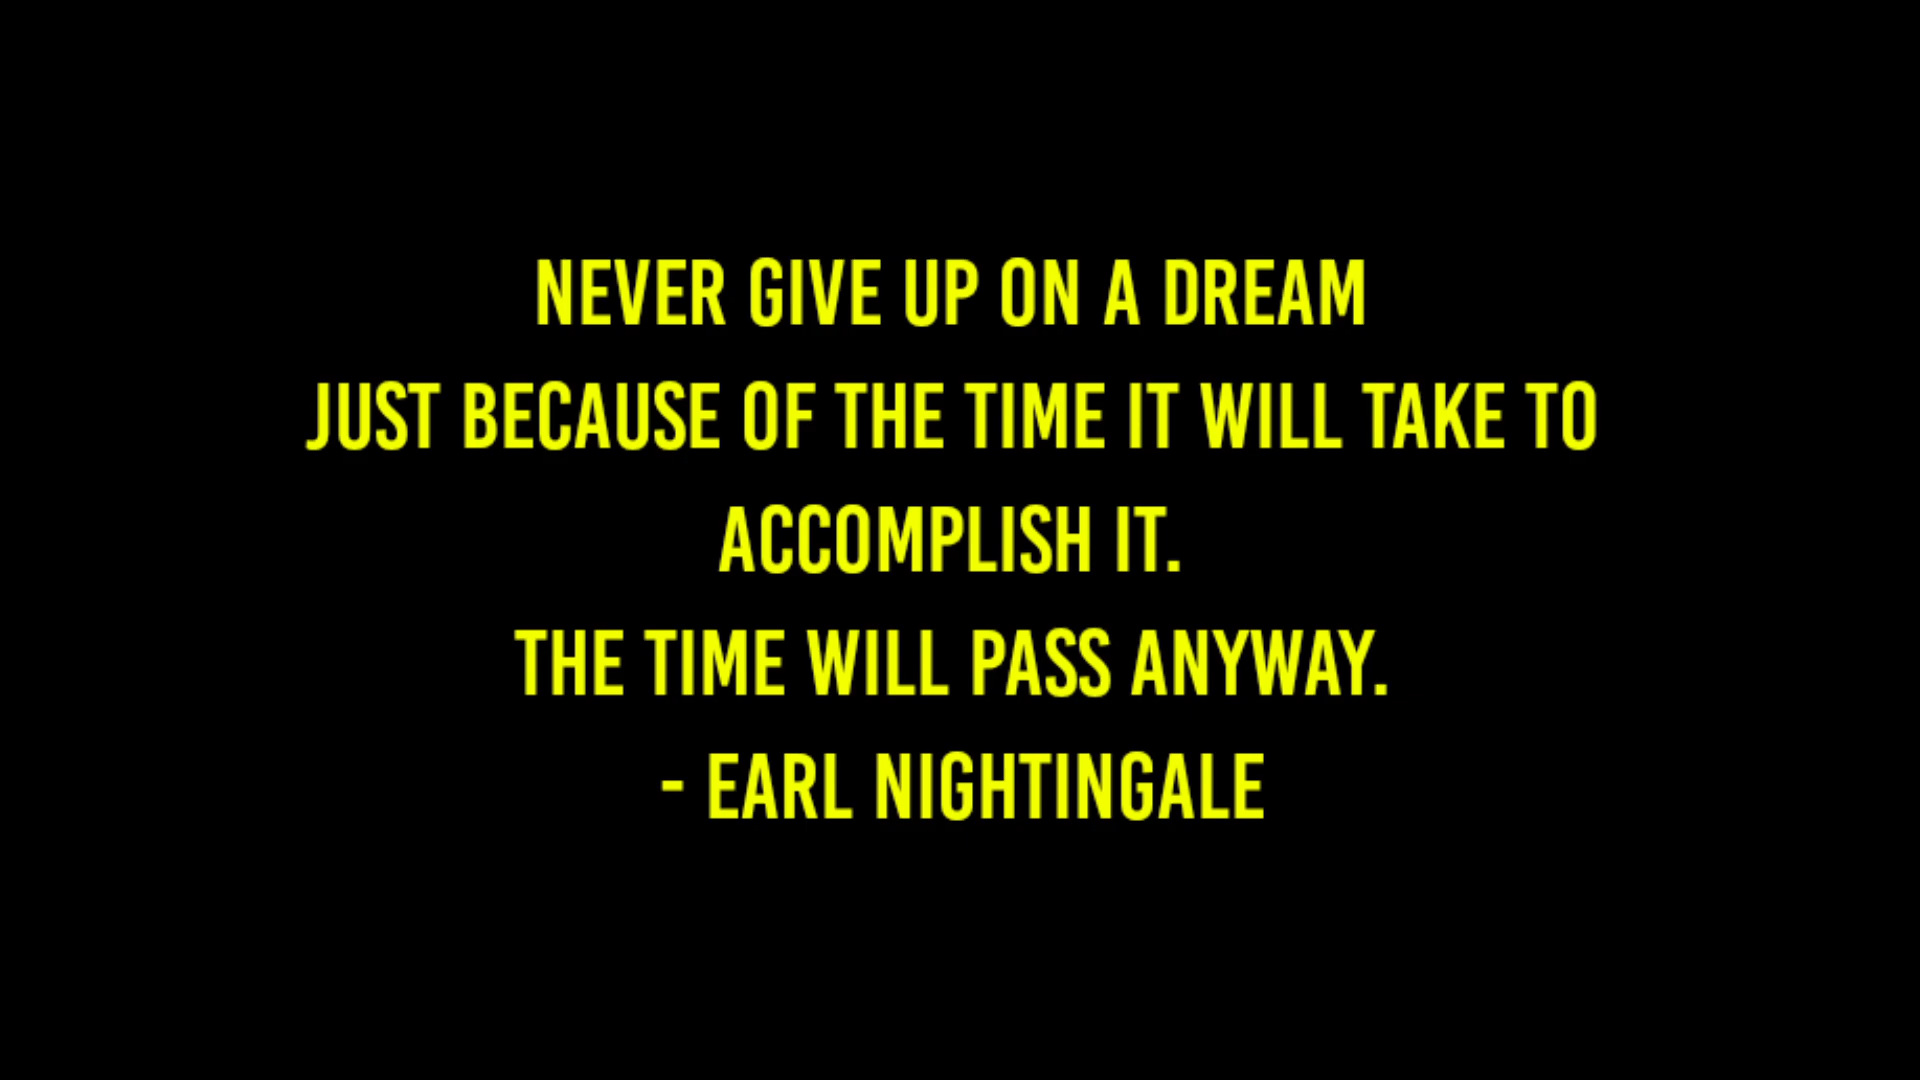 NEVER GIVE UP ON A DREAM
JUST BECAUSE OF THE TIME IT WILL TAKE TO
ACCOMPLISH IT.
THE TIME WILL PASS ANYWAY.
- EARL NIGHTINGALE